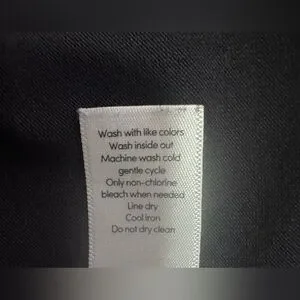 Wash with like colors
Wash inside out
Machine wash cold
gentle cycle
Only non-chlorine
bleach when needed
Line dry
Cool iron
Do not dry clean